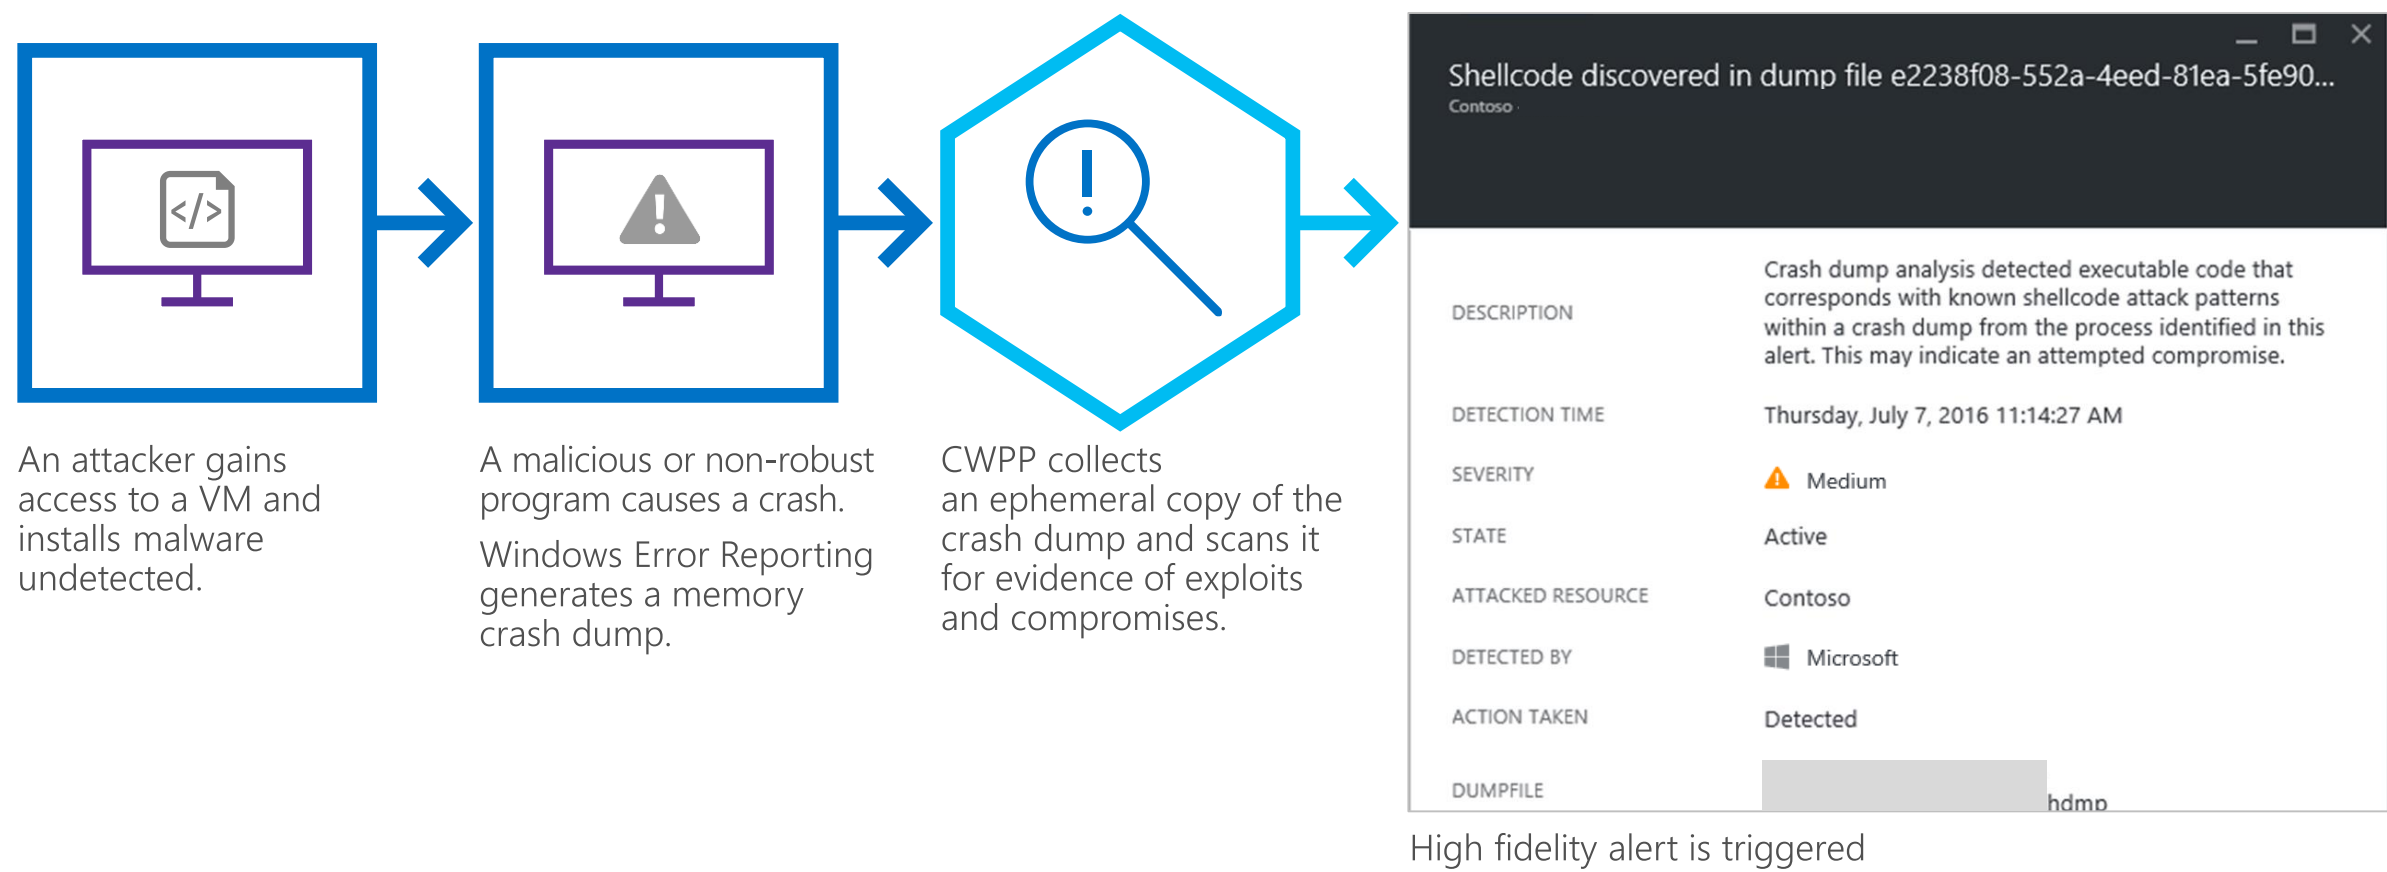 An attacker gains
access to a VM and
installs malware
undetected.
A malicious or non-robust
program causes a crash.
Windows Error Reporting
generates a memory
crash dump.
CWPP collects
an ephemeral copy of the
crash dump and scans it
for evidence of exploits
and compromises.
Shellcode discovered in dump file e2238f08-552a-4eed-81ea-5fe90...
Contoso
DESCRIPTION
Crash dump analysis detected executable code that
corresponds with known shellcode attack patterns
within a crash dump from the process identified in this
alert. This may indicate an attempted compromise.
DETECTION TIME Thursday, July 7, 2016 11:14:27 AM
SEVERITY Medium
STATE Active
ATTACKED RESOURCE Contoso
DETECTED BY Microsoft
ACTION TAKEN Detected
DUMPFILE hdmp
High fidelity alert is triggered